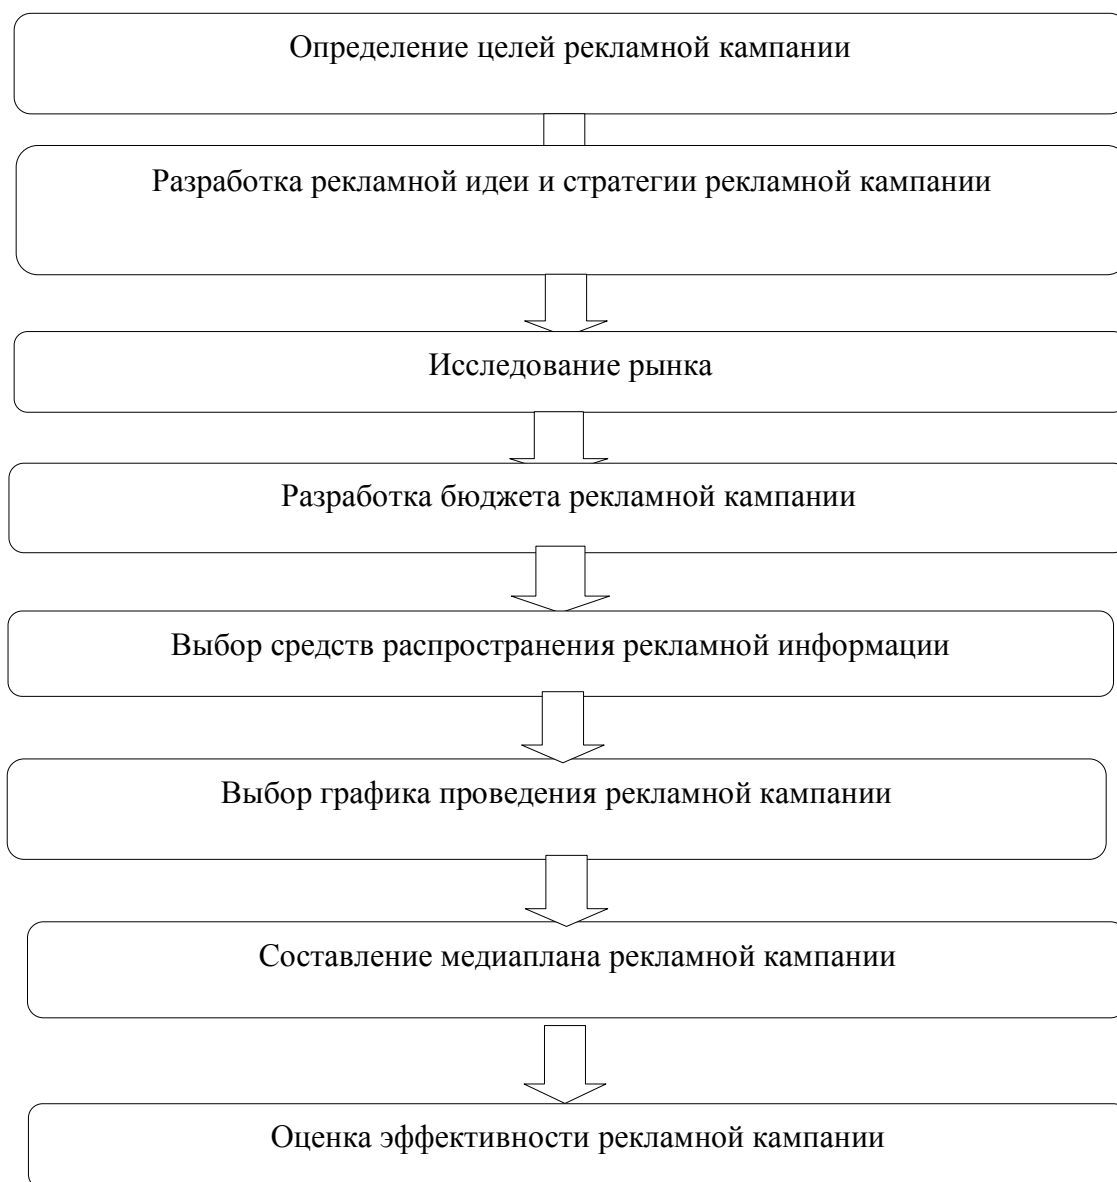 Определение целей рекламной кампании
Разработка рекламной идеи и стратегии рекламной кампании
Исследование рынка
Разработка бюджета рекламной кампании
Выбор средств распространения рекламной информации
Выбор графика проведения рекламной кампании
Составление медиаплана рекламной кампании
Оценка эффективности рекламной кампании